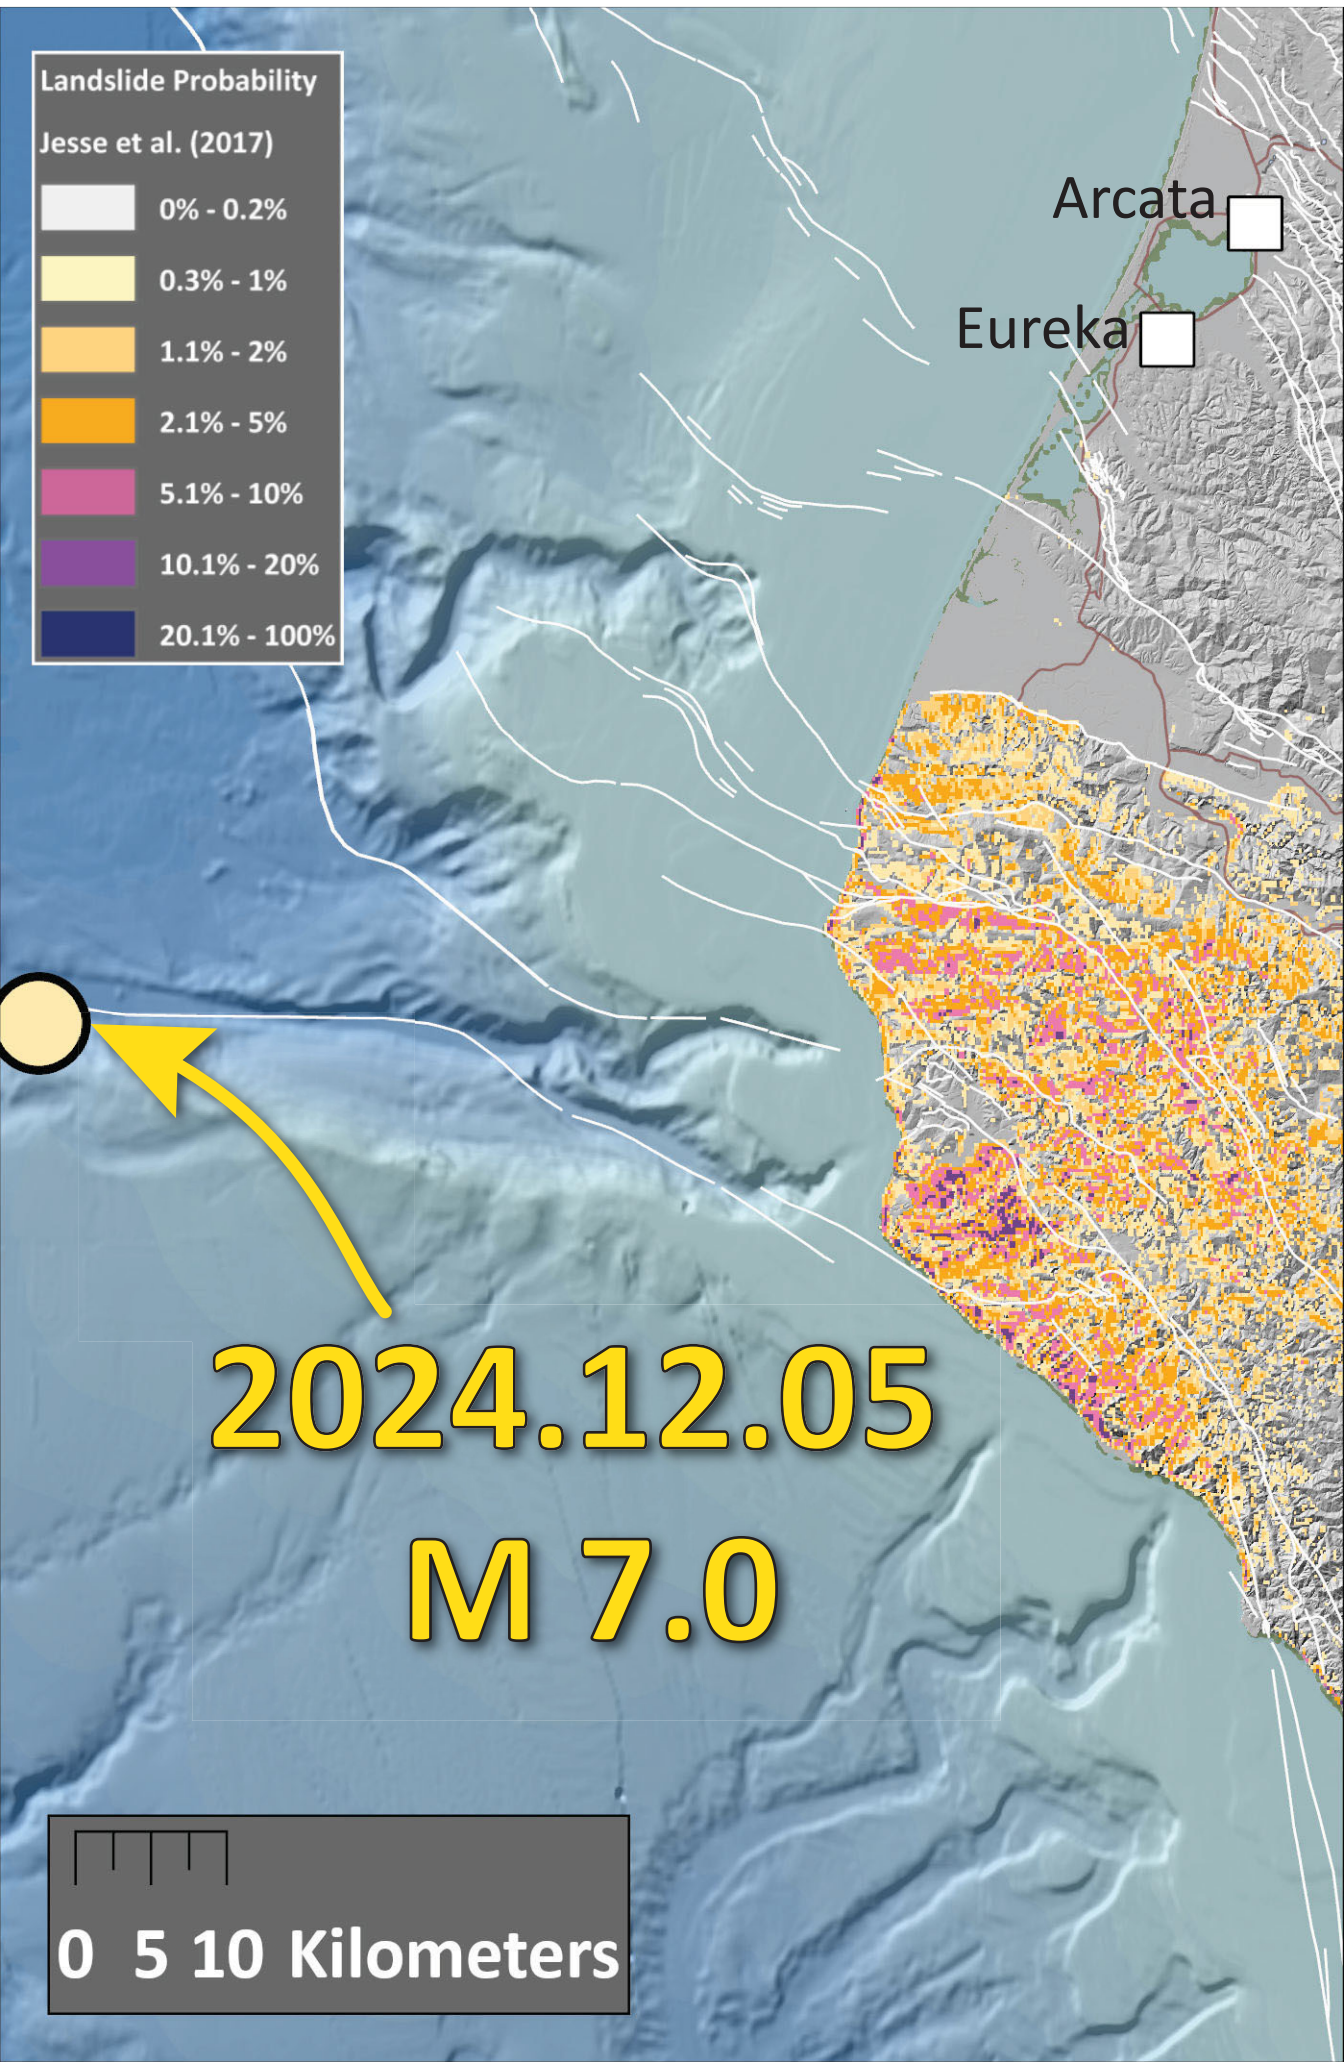 Landslide Probability
Jesse et al. (2017)
0% - 0.2%
0.3% - 1%
1.1% - 2%
2.1% - 5%
5.1% - 10%
10.1% - 20%
20.1% - 100%
Arcata
Eureka
2024.12.05
M 7.0
0 5 10 Kilometers